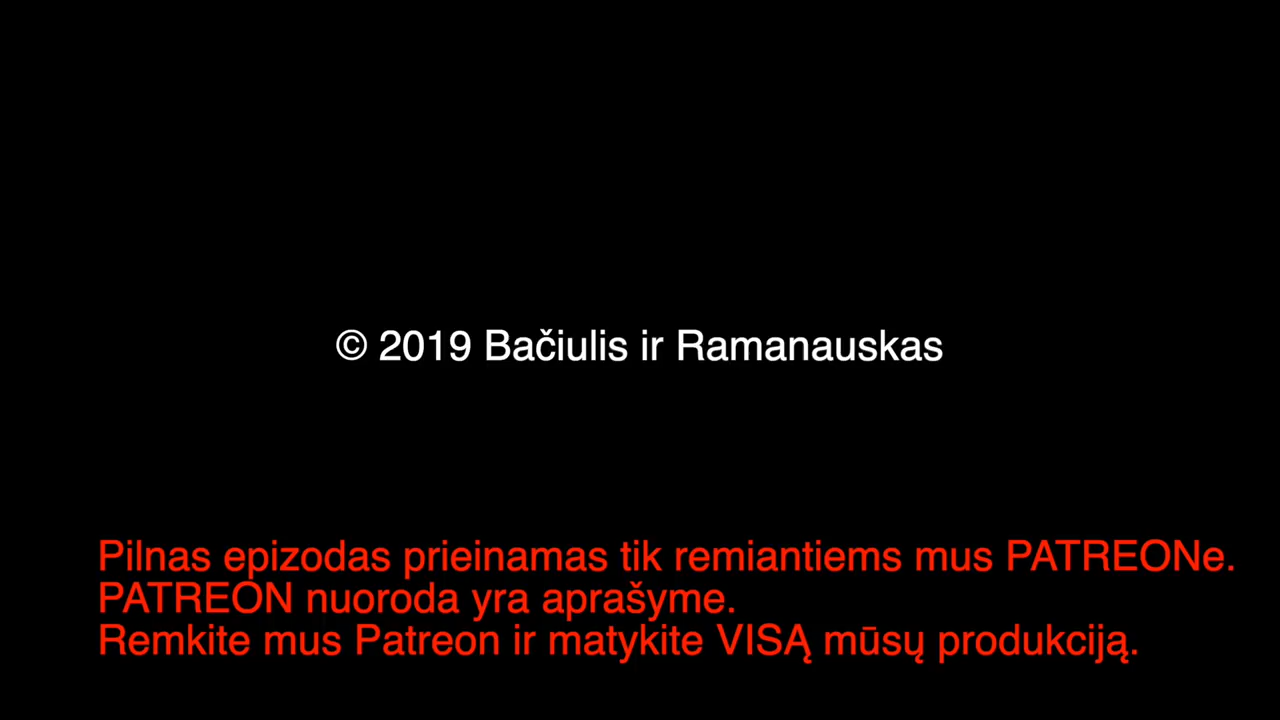 © 2019 Bačiulis ir Ramanauskas
Pilnas epizodas prieinamas tik remiantiems mus PATREONe.
PATREON nuoroda yra aprašyme.
Remkite mus Patreon ir matykite VISĄ mūsų produkciją.